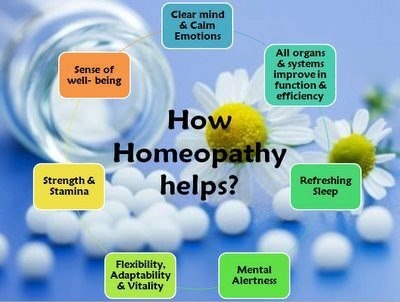 Clear mind
& Calm
Emotions
All organs
& systems
improve in
function &
efficiency
Sense of
well- being
How
Homeopathy
helps?
Strength &
Stamina
Refreshing
Sleep
Flexibility,
Adaptability
& Vitality
Mental
Alertness